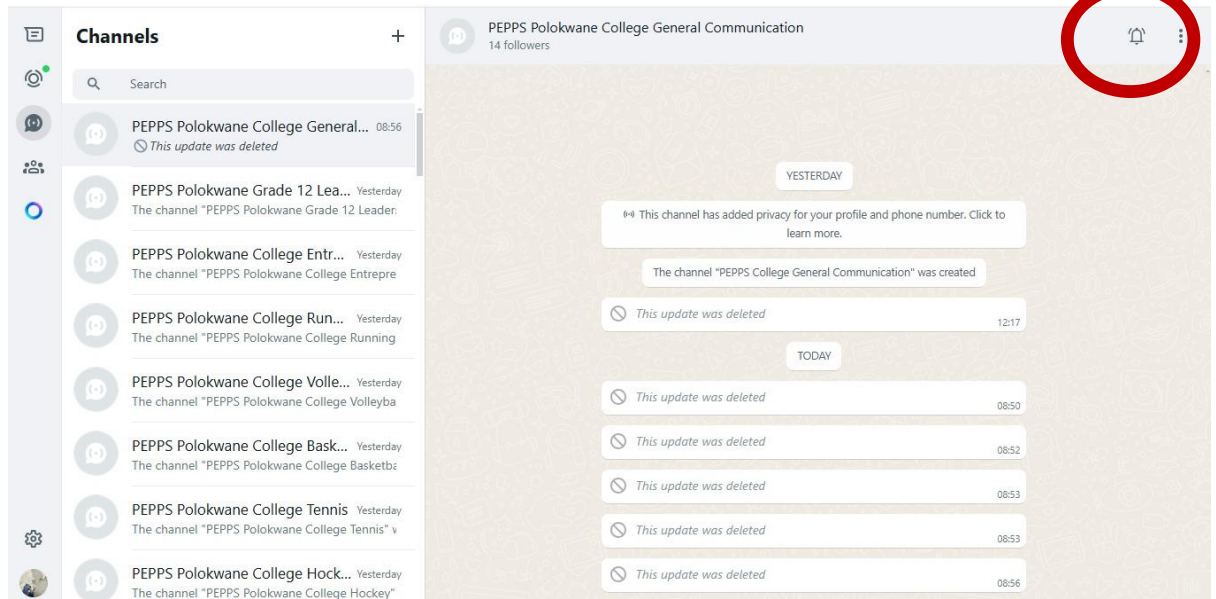 Channels
Search
PEPPS Polokwane College General... 08:56
This update was deleted
PEPPS Polokwane Grade 12 Lea... Yesterday
The channel "PEPPS Polokwane Grade 12 Leader
PEPPS Polokwane College Entr... Yesterday
The channel "PEPPS Polokwane College Entrepre
PEPPS Polokwane College Run... Yesterday
The channel "PEPPS Polokwane College Running
PEPPS Polokwane College Volle... Yesterday
The channel "PEPPS Polokwane College Volleyba
PEPPS Polokwane College Bask... Yesterday
The channel "PEPPS Polokwane College Basketba
PEPPS Polokwane College Tennis Yesterday
The channel "PEPPS Polokwane College Tennis" w
PEPPS Polokwane College Hock... Yesterday
The channel "PEPPS Polokwane College Hockey"
PEPPS Polokwane College General Communication
14 followers
YESTERDAY
This channel has added privacy for your profile and phone number. Click to
learn more.
The channel "PEPPS College General Communication" was created
This update was deleted 12:17
TODAY
This update was deleted 08:50
This update was deleted 08:52
This update was deleted 08:53
This update was deleted 08:53
This update was deleted 08:56